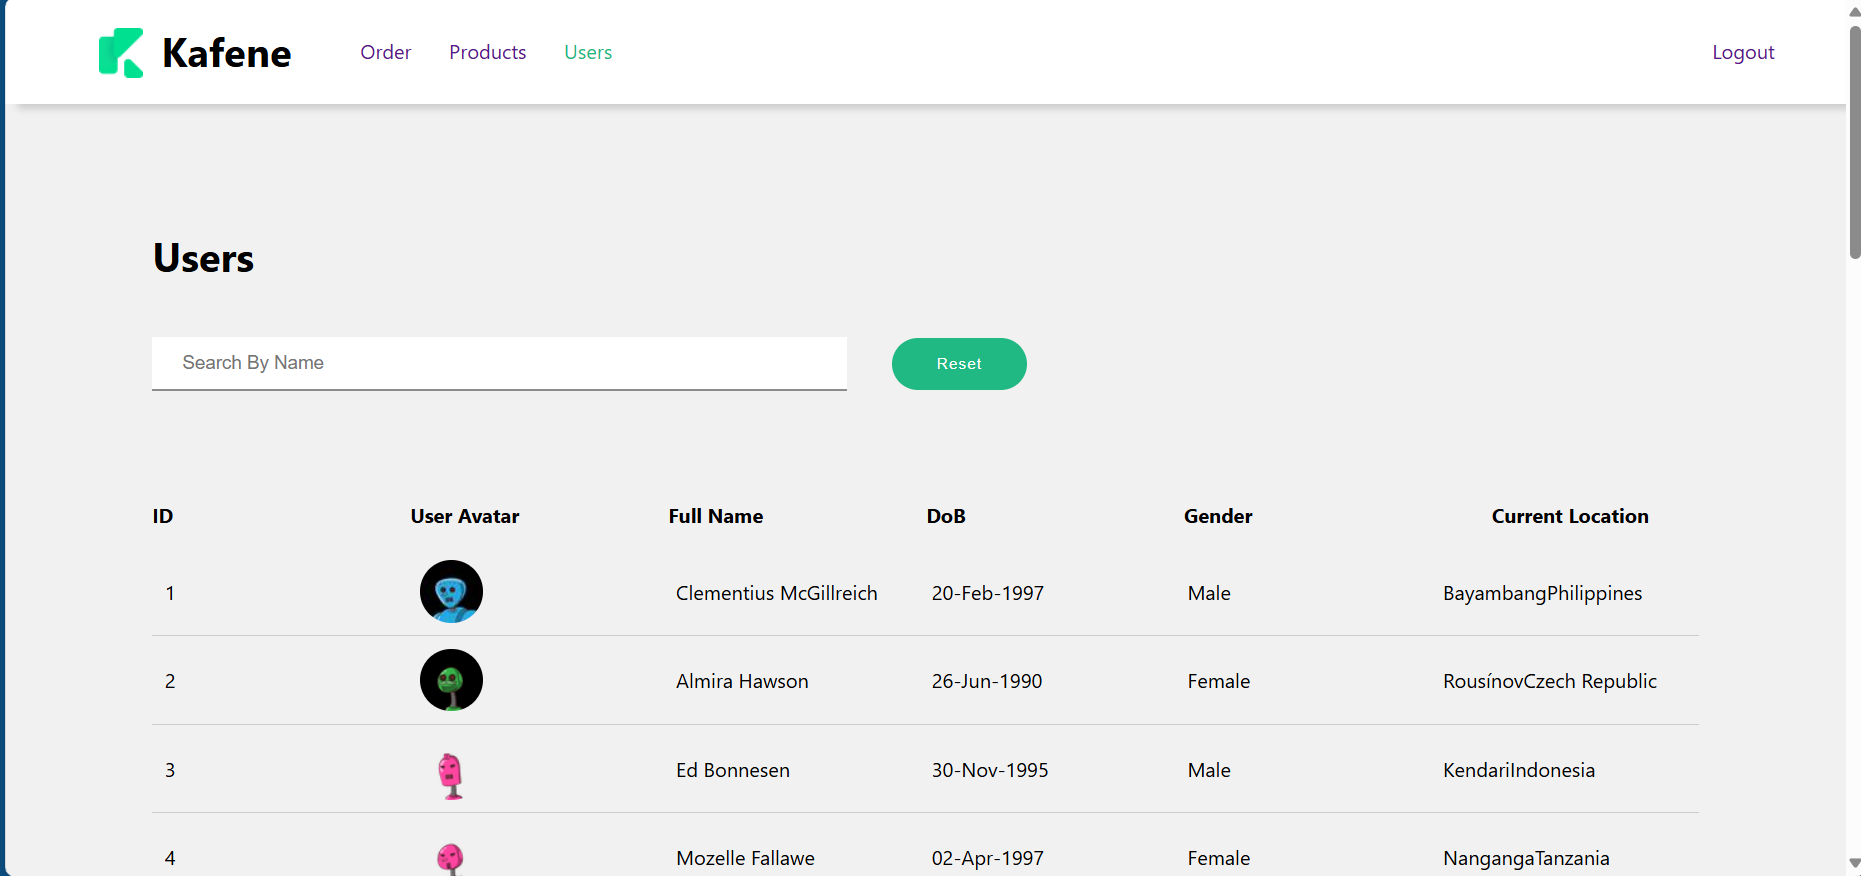 Kafene Order Products Users Logout
Users
Search By Name Reset
ID User Avatar Full Name DoB Gender Current Location
1 Clementius McGillreich 20-Feb-1997 Male BayambangPhilippines
2 Almira Hawson 26-Jun-1990 Female RousínovCzech Republic
3 Ed Bonnesen 30-Nov-1995 Male KendariIndonesia
4 Mozelle Fallawe 02-Apr-1997 Female NangangaTanzania